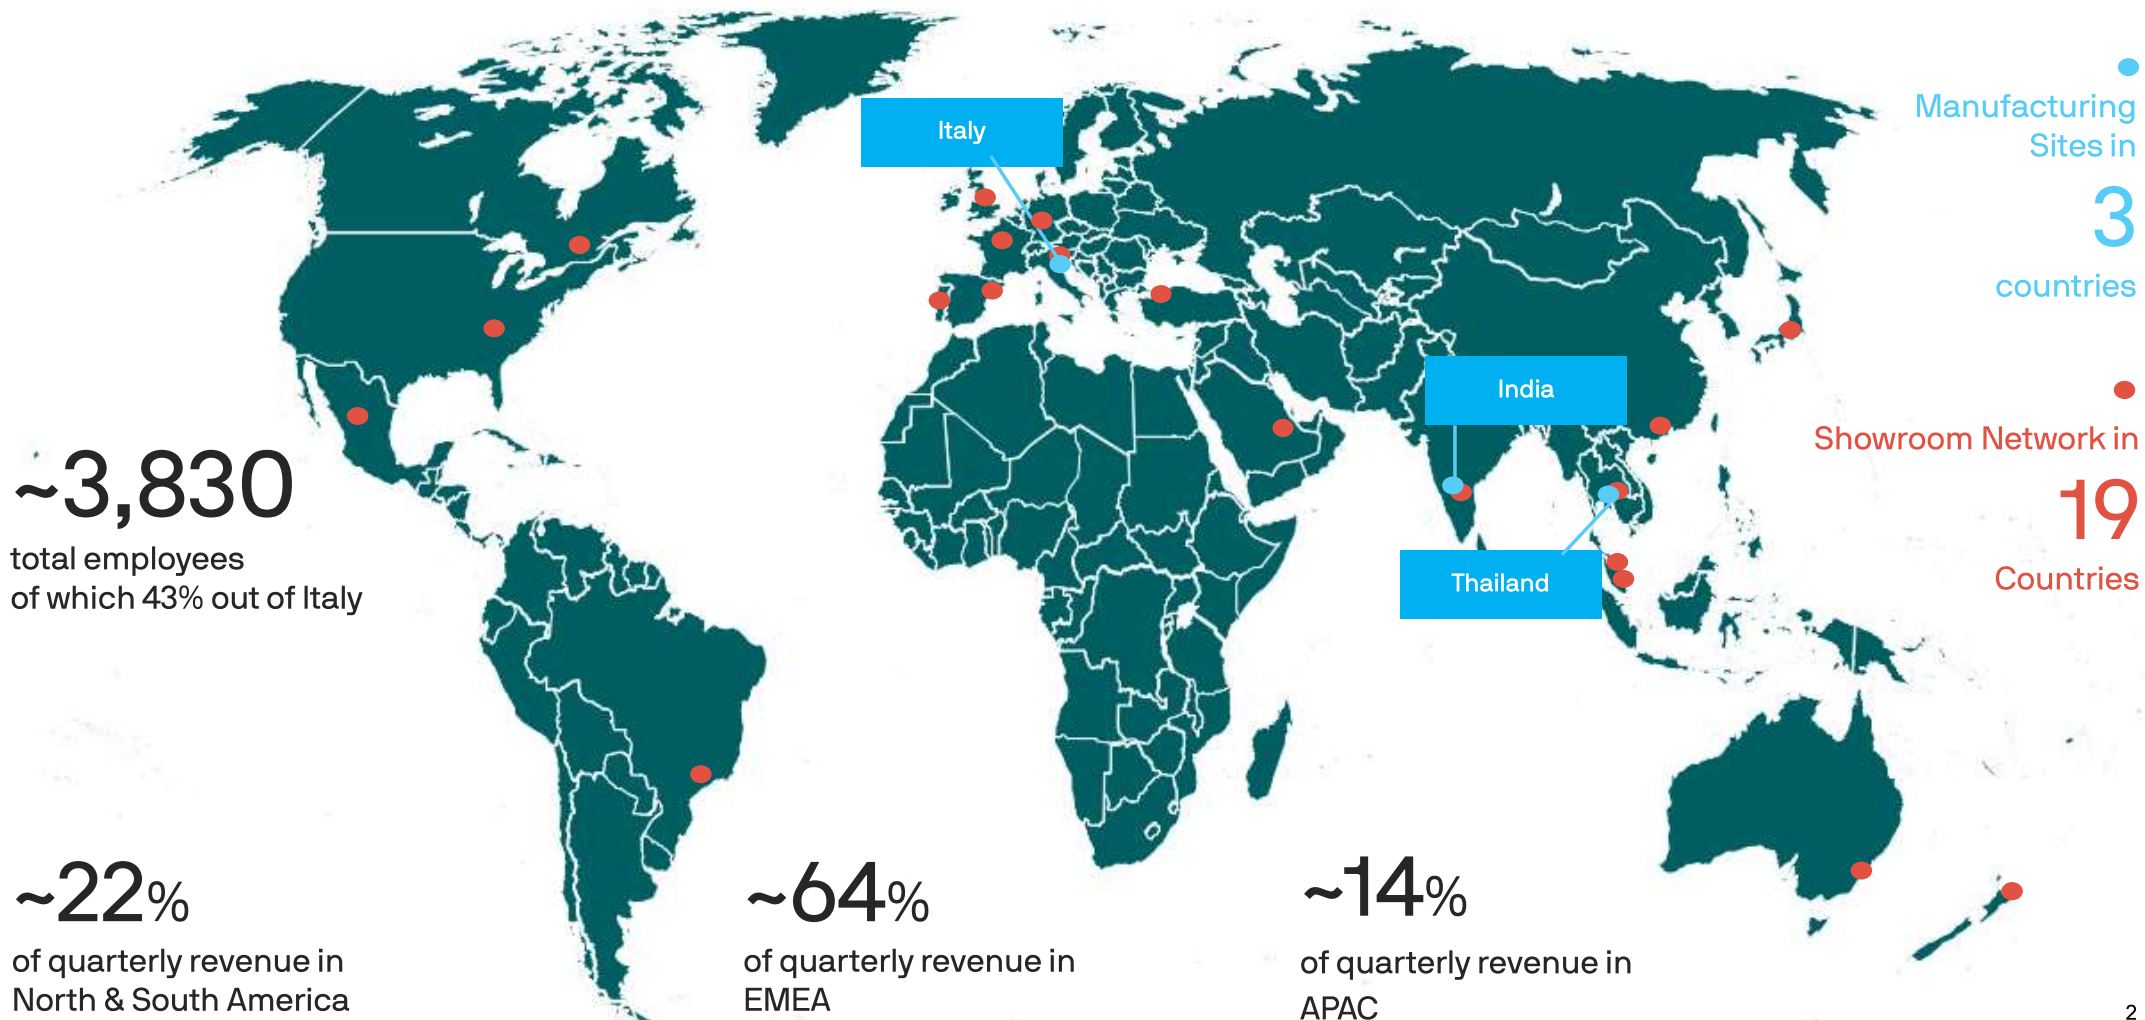 Italy
Manufacturing
Sites in
3
countries
India
Showroom Network in
19
Countries
Thailand
~3,830
total employees
of which 43% out of Italy
~22%
of quarterly revenue in
North & South America
~64%
of quarterly revenue in
EMEA
~14%
of quarterly revenue in
APAC
2